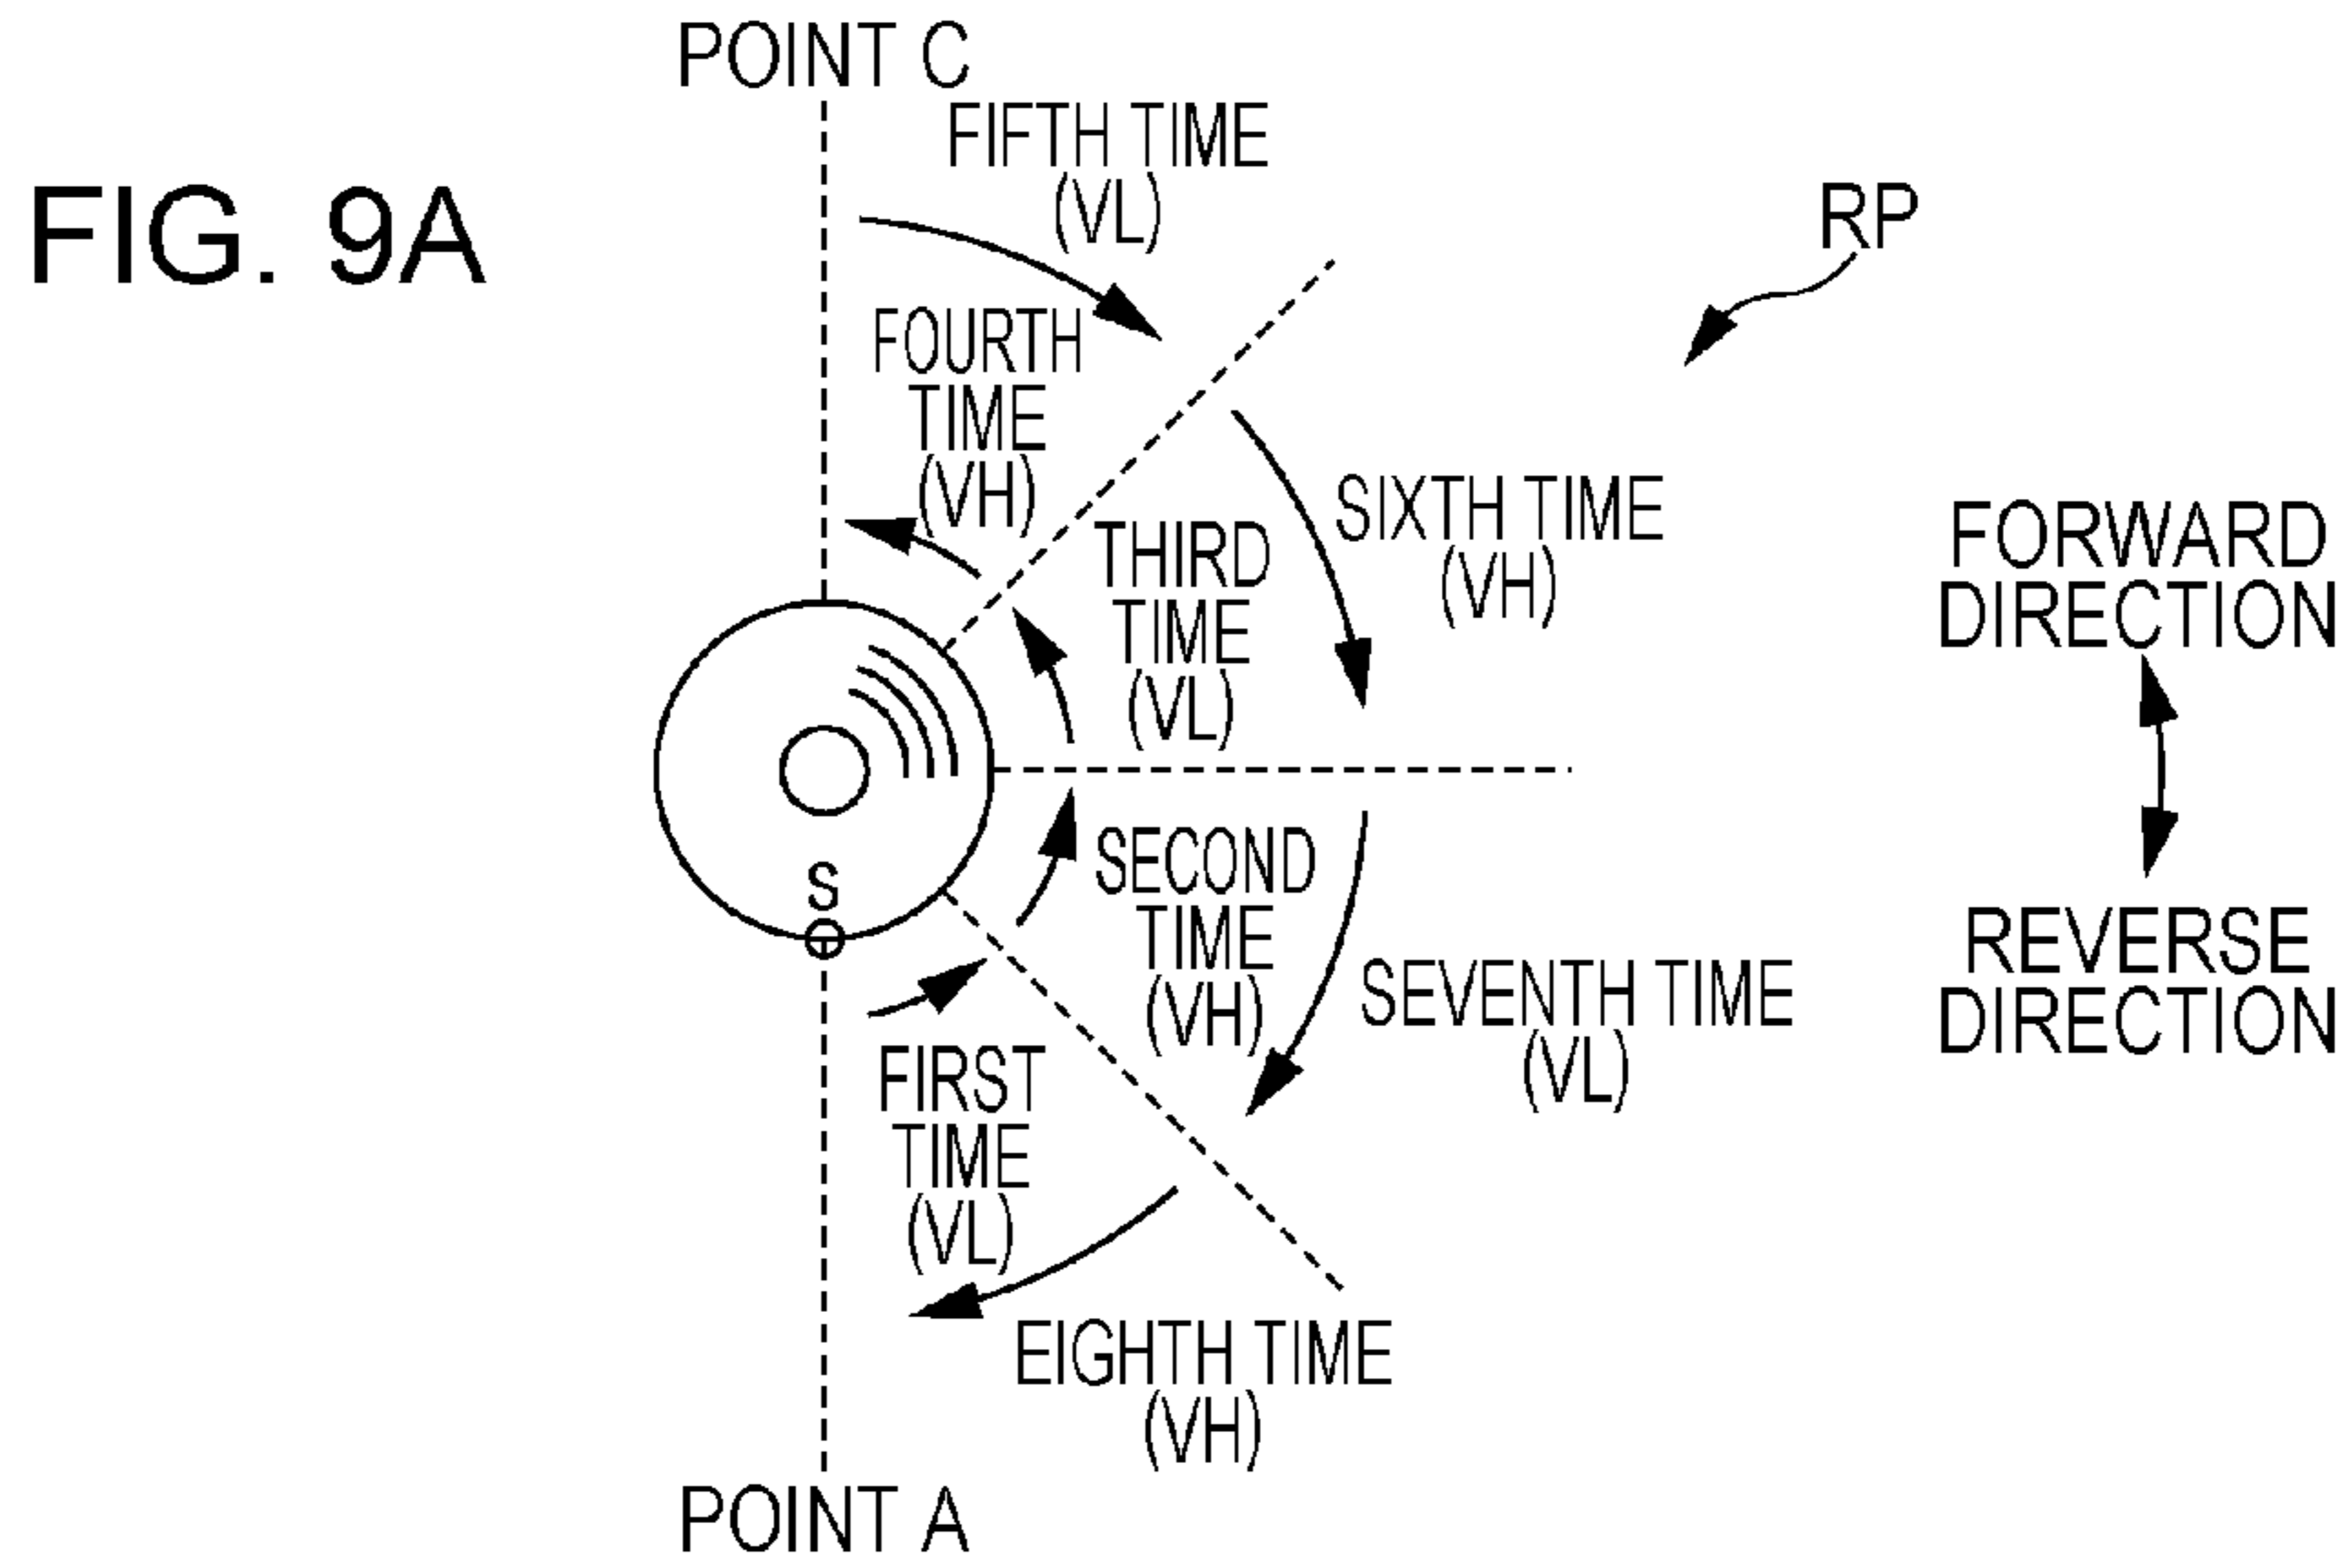 FIG. 9A
POINT C
FIFTH TIME
(VL)
RP
FOURTH
TIME
(VH)
THIRD
TIME
(VL)
SIXTH TIME
(VH)
FORWARD
DIRECTION
REVERSE
DIRECTION
S
SECOND
TIME
(VH)
SEVENTH TIME
(VL)
FIRST
TIME
(VL)
EIGHTH TIME
(VH)
POINT A